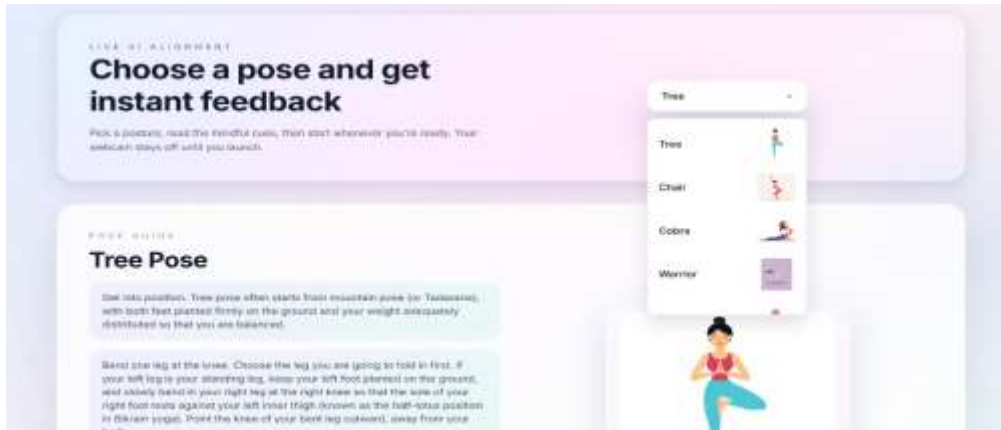 LIVE AI ALIGNMENT
Choose a pose and get
instant feedback
Pick a posture, read the mindful cues, then start whenever you're ready. Your
webcam stays off until you launch.
Tree
Tree
Chair
Cobra
Warrior
POSE GUIDE
Tree Pose
Get into position. Tree pose often starts from mountain pose (or Tadasana),
with both feet planted firmly on the ground and your weight adequately
distributed so that you are balanced.
Bend one leg at the knee. Choose the leg you are going to fold in first. If
your left leg is your standing leg, keep your left foot planted on the ground,
and slowly bend in your right leg at the right knee so that the sole of your
right foot rests against your left inner thigh (known as the half-lotus position
in Bikram yoga). Point the knee of your bent leg outward, away from your